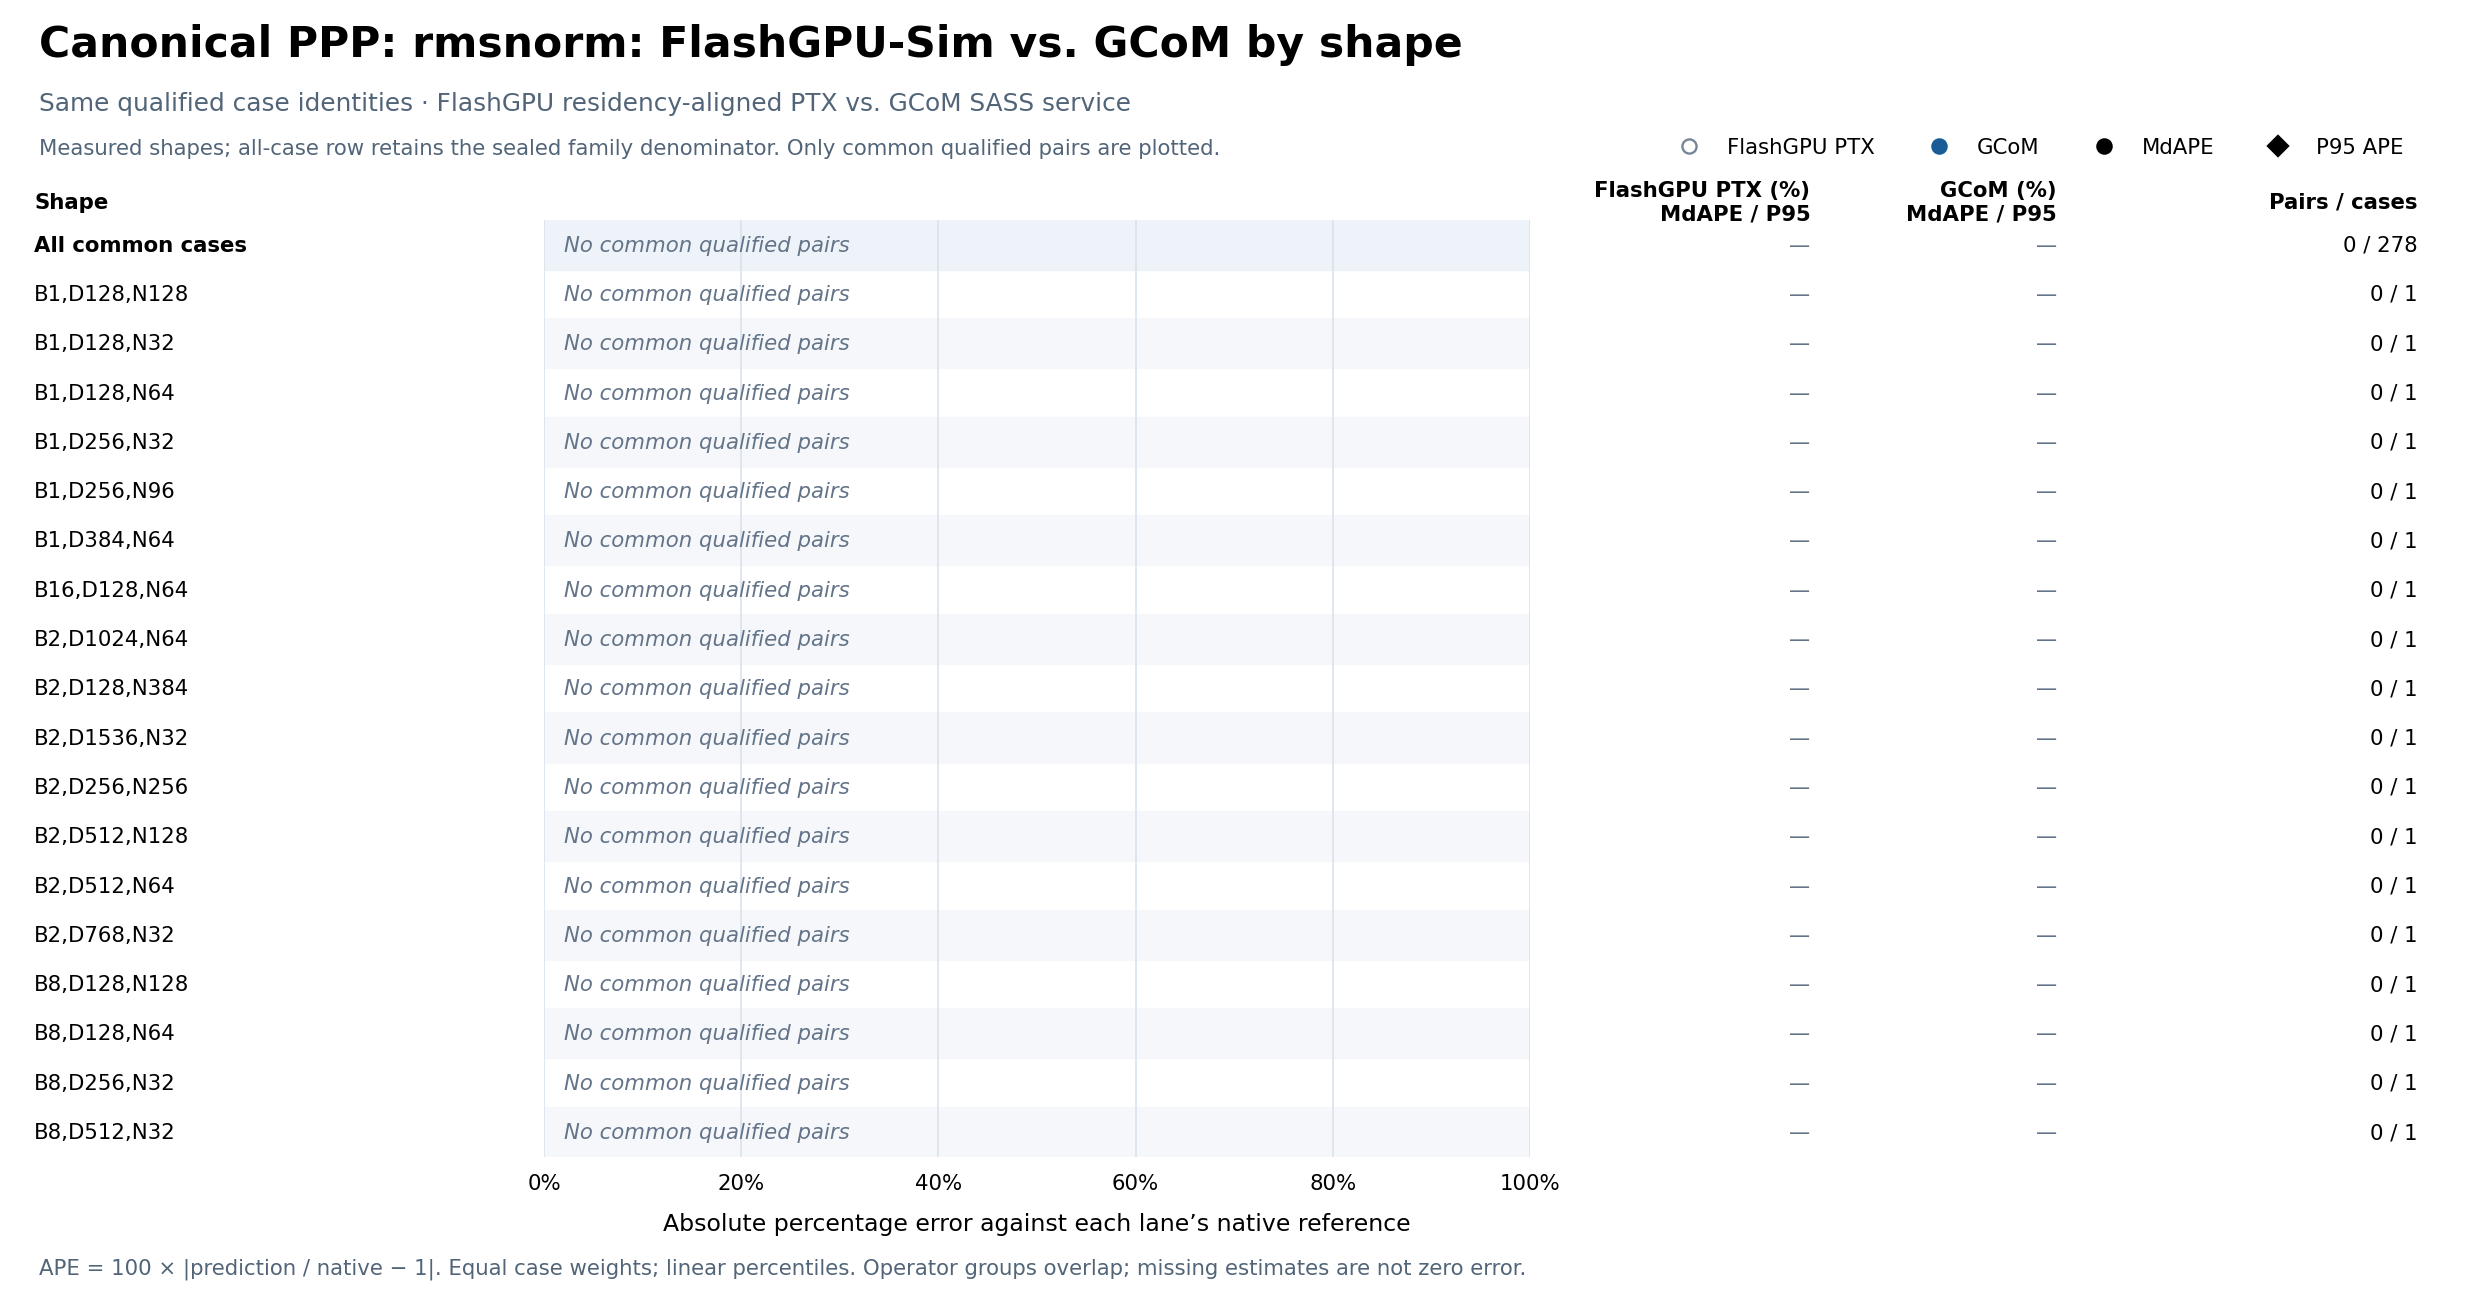 Canonical PPP: rmsnorm: FlashGPU-Sim vs. GCoM by shape
Same qualified case identities · FlashGPU residency-aligned PTX vs. GCoM SASS service
Measured shapes; all-case row retains the sealed family denominator. Only common qualified pairs are plotted.
FlashGPU PTX GCoM MdAPE P95 APE
Shape FlashGPU PTX (%) MdAPE / P95 GCoM (%) MdAPE / P95 Pairs / cases
All common cases No common qualified pairs — — 0 / 278
B1,D128,N128 No common qualified pairs — — 0 / 1
B1,D128,N32 No common qualified pairs — — 0 / 1
B1,D128,N64 No common qualified pairs — — 0 / 1
B1,D256,N32 No common qualified pairs — — 0 / 1
B1,D256,N96 No common qualified pairs — — 0 / 1
B1,D384,N64 No common qualified pairs — — 0 / 1
B16,D128,N64 No common qualified pairs — — 0 / 1
B2,D1024,N64 No common qualified pairs — — 0 / 1
B2,D128,N384 No common qualified pairs — — 0 / 1
B2,D1536,N32 No common qualified pairs — — 0 / 1
B2,D256,N256 No common qualified pairs — — 0 / 1
B2,D512,N128 No common qualified pairs — — 0 / 1
B2,D512,N64 No common qualified pairs — — 0 / 1
B2,D768,N32 No common qualified pairs — — 0 / 1
B8,D128,N128 No common qualified pairs — — 0 / 1
B8,D128,N64 No common qualified pairs — — 0 / 1
B8,D256,N32 No common qualified pairs — — 0 / 1
B8,D512,N32 No common qualified pairs — — 0 / 1
0% 20% 40% 60% 80% 100%
Absolute percentage error against each lane’s native reference
APE = 100 × |prediction / native − 1|. Equal case weights; linear percentiles. Operator groups overlap; missing estimates are not zero error.